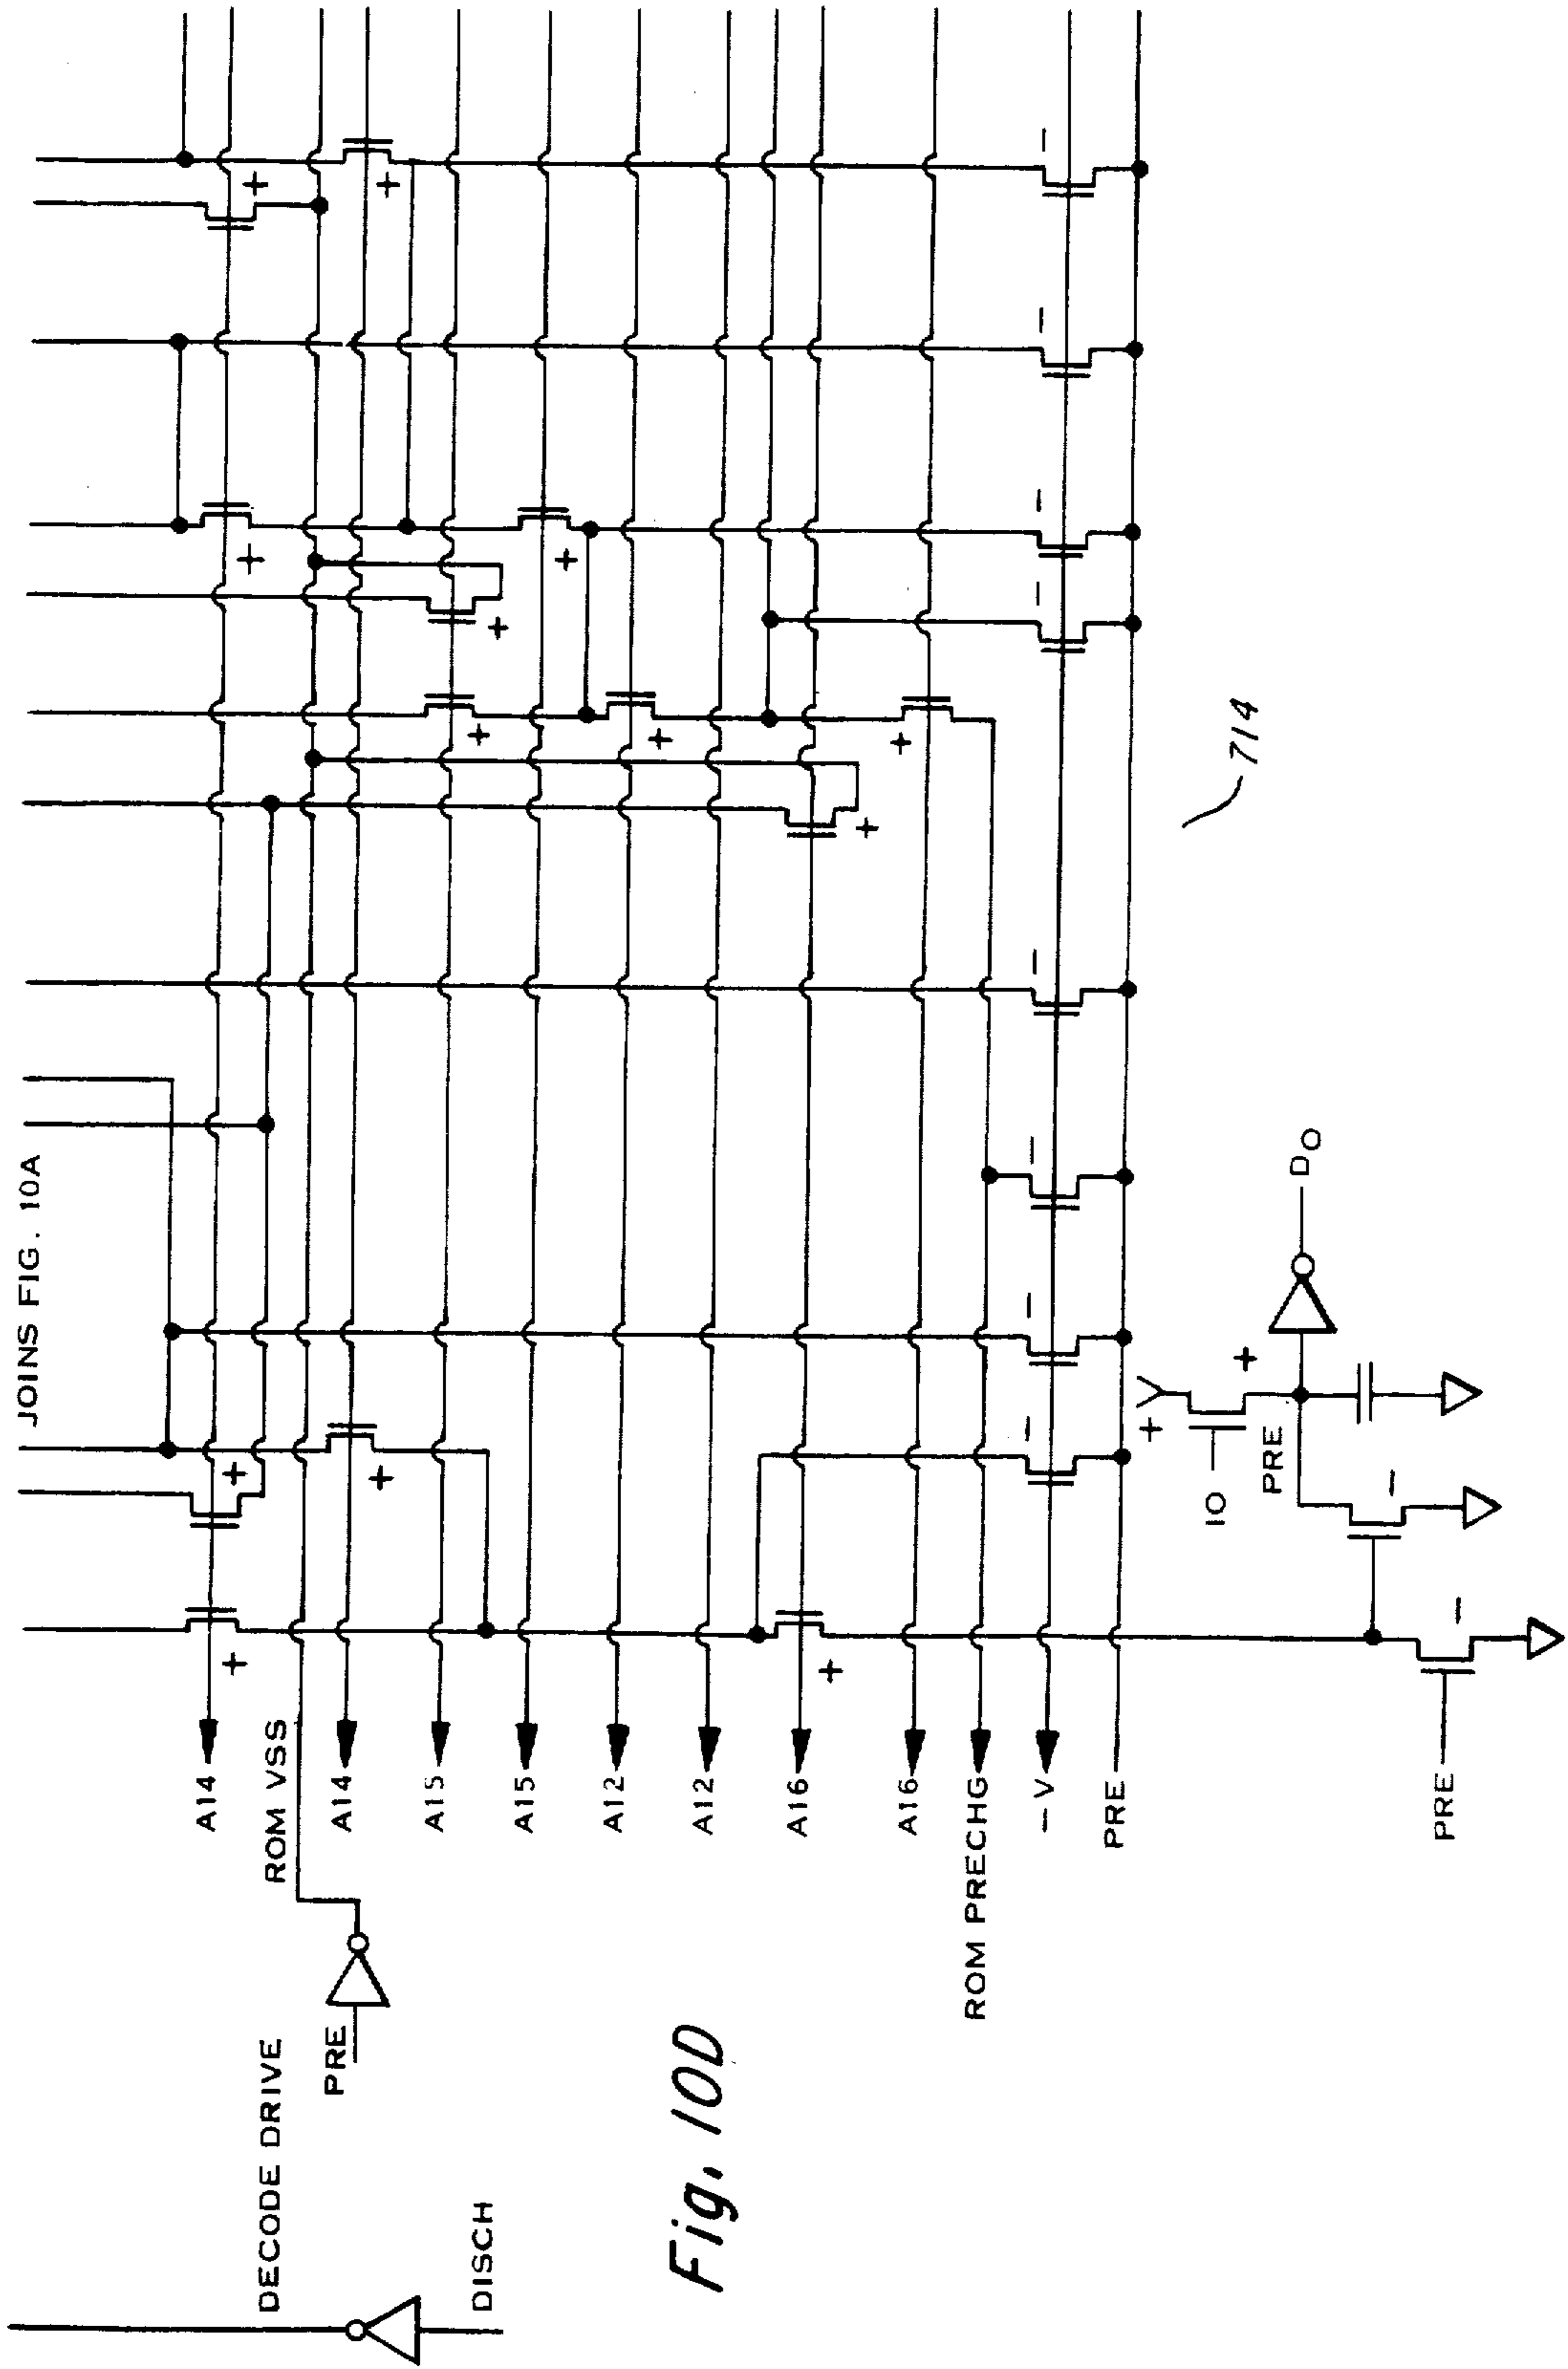 JOINS FIG. 10A
A14
ROM VSS
A14
A15
A15
A12
A12
A16
A16
ROM PRECHG
-V
PRE
DECODE DRIVE
PRE
DISCH
Fig. 10D
714
+
+
+
+
+
+
+
+
+
+
+
+
+
-
-
-
-
-
-
-
-
+
IO
PRE
+
D0
-
-
PRE